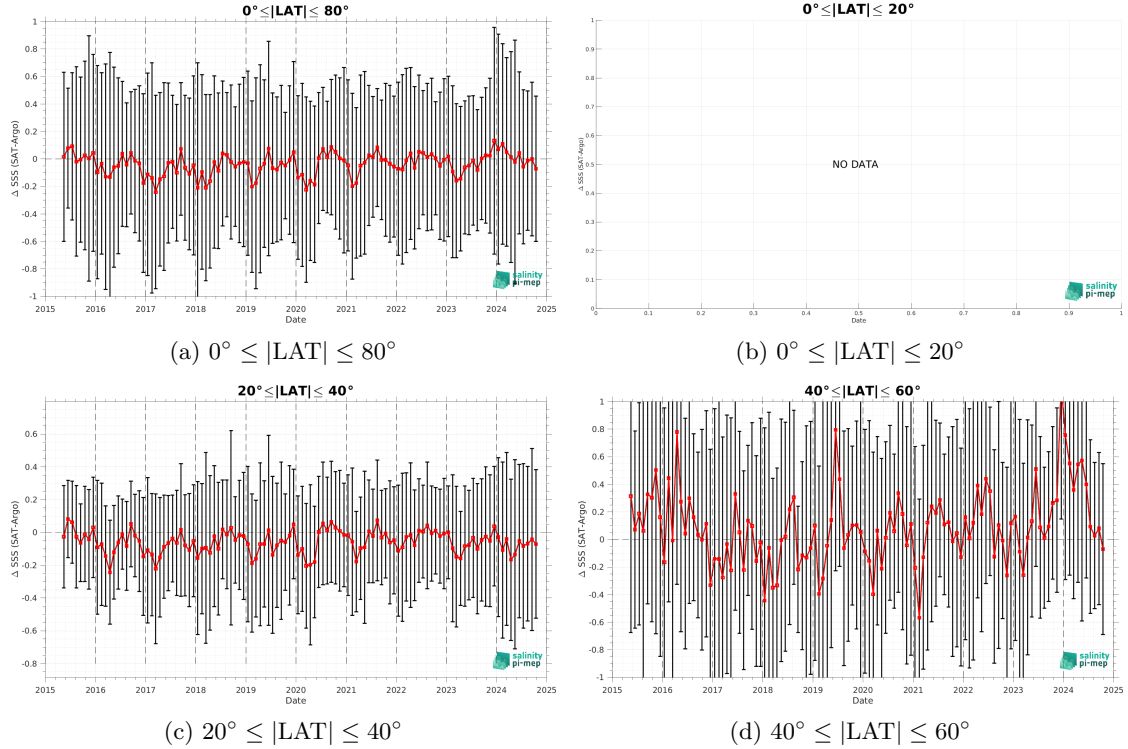 0°≤|LAT|≤ 80°
Δ SSS (SAT-Argo)
1
0.8
0.6
0.4
0.2
0
-0.2
-0.4
-0.6
-0.8
-1
2015 2016 2017 2018 2019 2020 2021 2022 2023 2024 2025
Date
salinity
pi-mep
(a) 0° ≤ |LAT| ≤ 80°
0°≤|LAT|≤ 20°
Δ SSS (SAT-Argo)
1
0.9
0.8
0.7
0.6
0.5
0.4
0.3
0.2
0.1
0
NO DATA
0 0.1 0.2 0.3 0.4 0.5 0.6 0.7 0.8 0.9 1
Date
salinity
pi-mep
(b) 0° ≤ |LAT| ≤ 20°
20°≤|LAT|≤ 40°
Δ SSS (SAT-Argo)
0.6
0.4
0.2
0
-0.2
-0.4
-0.6
-0.8
2015 2016 2017 2018 2019 2020 2021 2022 2023 2024 2025
Date
salinity
pi-mep
(c) 20° ≤ |LAT| ≤ 40°
40°≤|LAT|≤ 60°
Δ SSS (SAT-Argo)
1
0.8
0.6
0.4
0.2
0
-0.2
-0.4
-0.6
-0.8
-1
2015 2016 2017 2018 2019 2020 2021 2022 2023 2024 2025
Date
salinity
pi-mep
(d) 40° ≤ |LAT| ≤ 60°